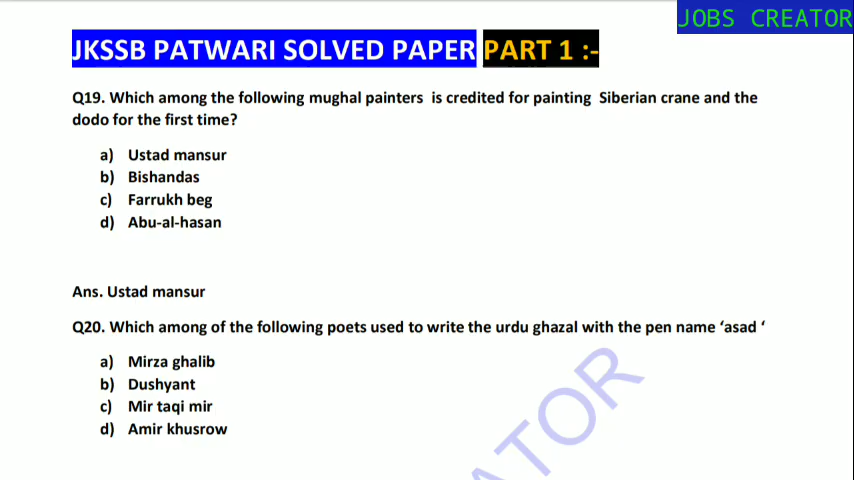 JOBS CREATOR
JKSSB PATWARI SOLVED PAPER PART 1 :-
Q19. Which among the following mughal painters is credited for painting Siberian crane and the
dodo for the first time?
a) Ustad mansur
b) Bishandas
c) Farrukh beg
d) Abu-al-hasan
Ans. Ustad mansur
Q20. Which among of the following poets used to write the urdu ghazal with the pen name ‘asad ‘
a) Mirza ghalib
b) Dushyant
c) Mir taqi mir
d) Amir khusrow
ATOR